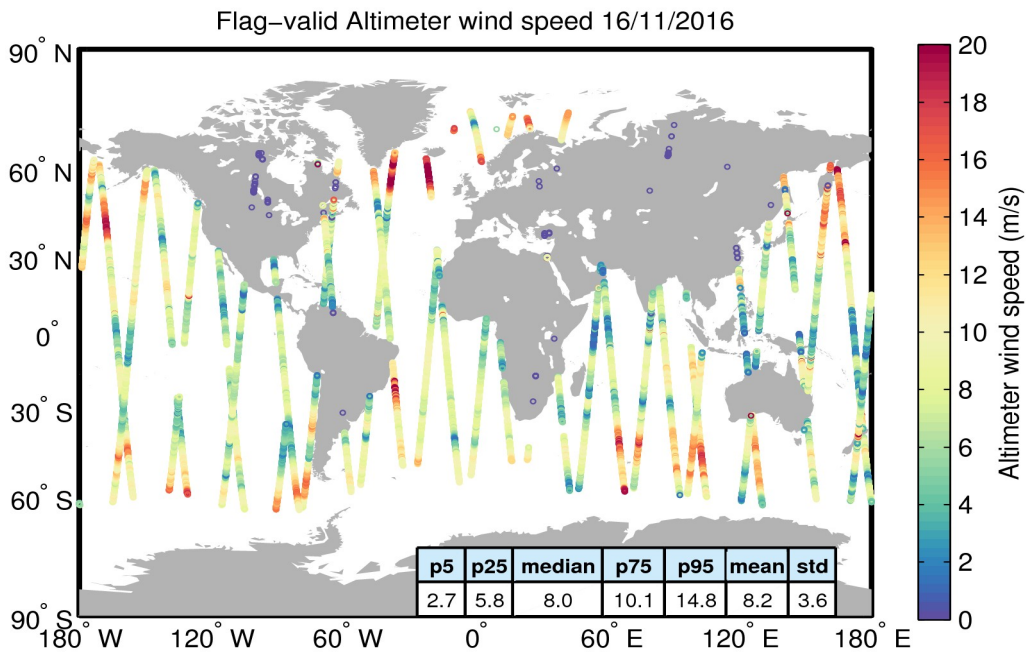 Flag−valid Altimeter wind speed 16/11/2016
90° N
60° N
30° N
0°
30° S
60° S
90° S
180° W
120° W
60° W
0°
60° E
120° E
180° E
p5 p25 median p75 p95 mean std
2.7 5.8 8.0 10.1 14.8 8.2 3.6
20
18
16
14
12
10
8
6
4
2
0
Altimeter wind speed (m/s)